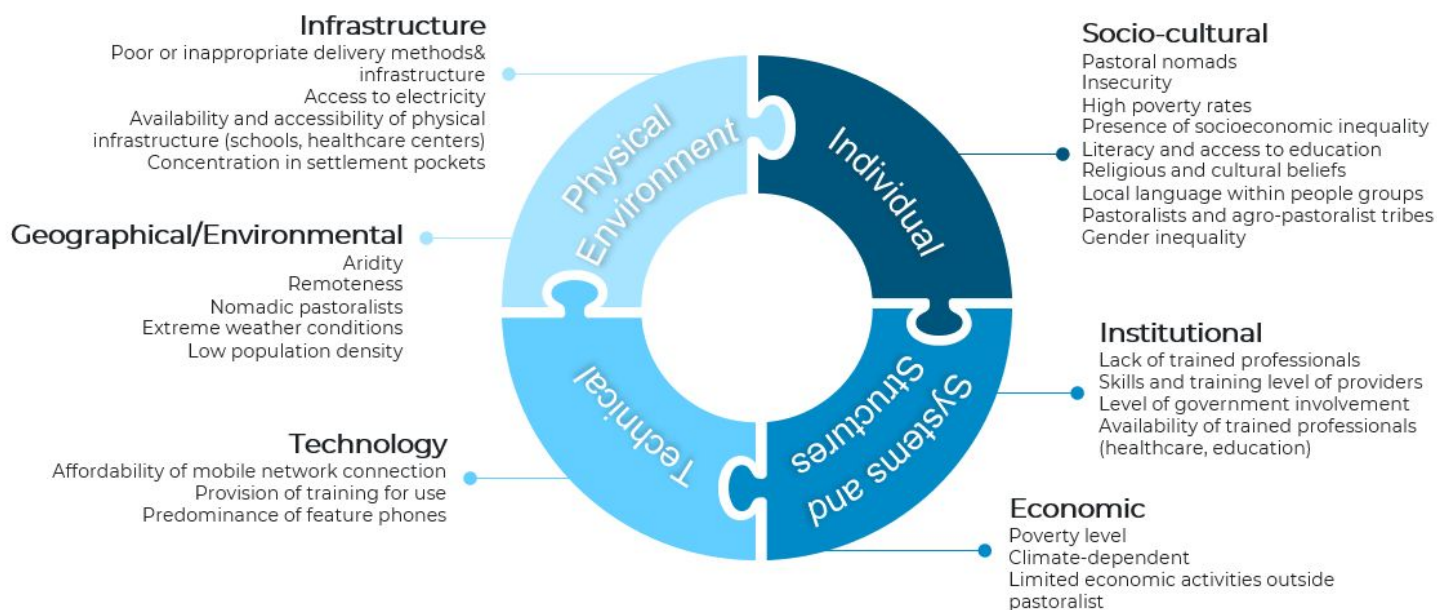 Infrastructure
Poor or inappropriate delivery methods&
infrastructure
Access to electricity
Availability and accessibility of physical
infrastructure (schools, healthcare centers)
Concentration in settlement pockets
Geographical/Environmental
Aridity
Remoteness
Nomadic pastoralists
Extreme weather conditions
Low population density
Technology
Affordability of mobile network connection
Provision of training for use
Predominance of feature phones
Physical
Environment
Individual
Technical
Systems and
Structures
Socio-cultural
Pastoral nomads
Insecurity
High poverty rates
Presence of socioeconomic inequality
Literacy and access to education
Religious and cultural beliefs
Local language within people groups
Pastoralists and agro-pastoralist tribes
Gender inequality
Institutional
Lack of trained professionals
Skills and training level of providers
Level of government involvement
Availability of trained professionals
(healthcare, education)
Economic
Poverty level
Climate-dependent
Limited economic activities outside
pastoralist